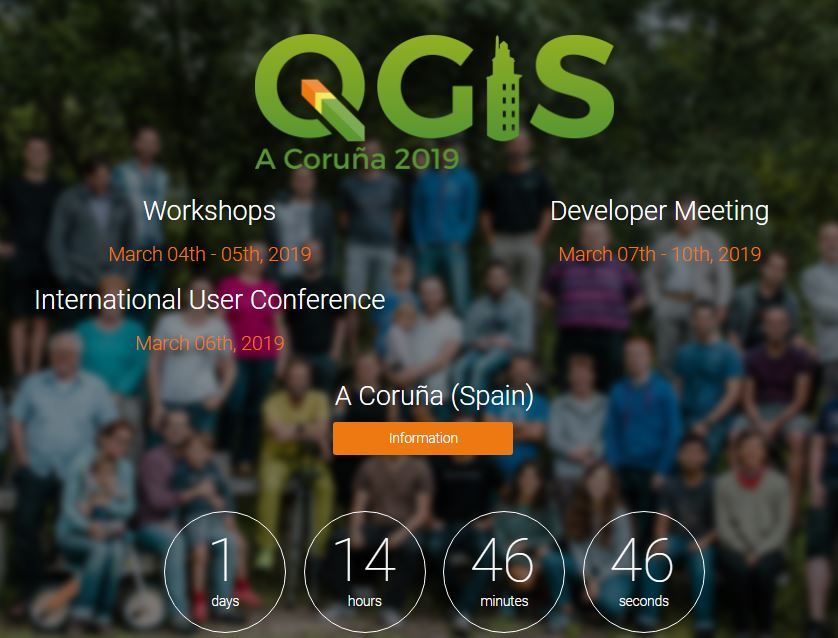 QGIS
A Coruña 2019
Workshops
March 04th - 05th, 2019
Developer Meeting
March 07th - 10th, 2019
International User Conference
March 06th, 2019
A Coruña (Spain)
Information
1
days
14
hours
46
minutes
46
seconds